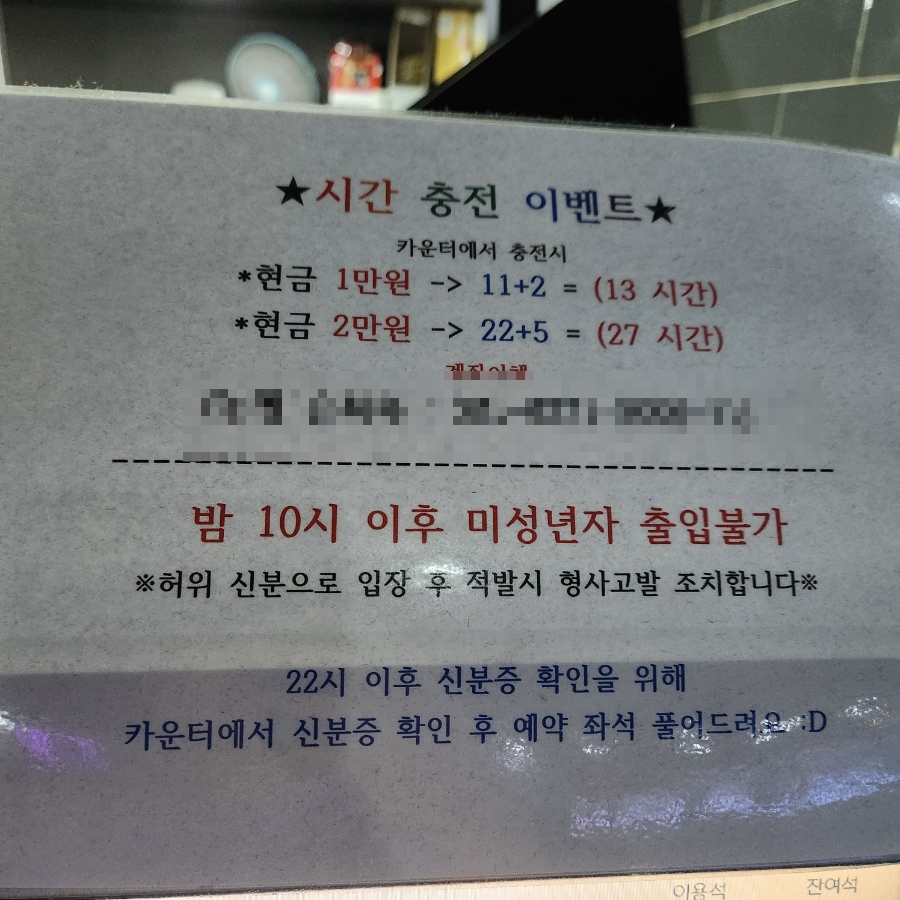 ★시간 충전 이벤트★
카운터에서 충전시
*현금 1만원 -> 11+2 = (13 시간)
*현금 2만원 -> 22+5 = (27 시간)
밤 10시 이후 미성년자 출입불가
※허위 신분으로 입장 후 적발시 형사고발 조치합니다※
22시 이후 신분증 확인을 위해
카운터에서 신분증 확인 후 예약 좌석 풀어드려요 :D
이용석 잔여석